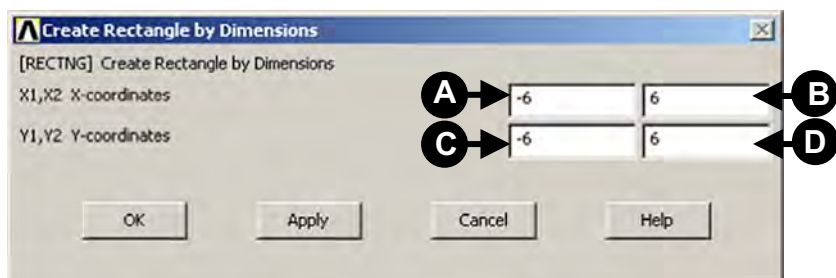 Create Rectangle by Dimensions
[RECTNG] Create Rectangle by Dimensions
X1,X2 X-coordinates A -6 6 B
Y1,Y2 Y-coordinates C -6 6 D
OK Apply Cancel Help